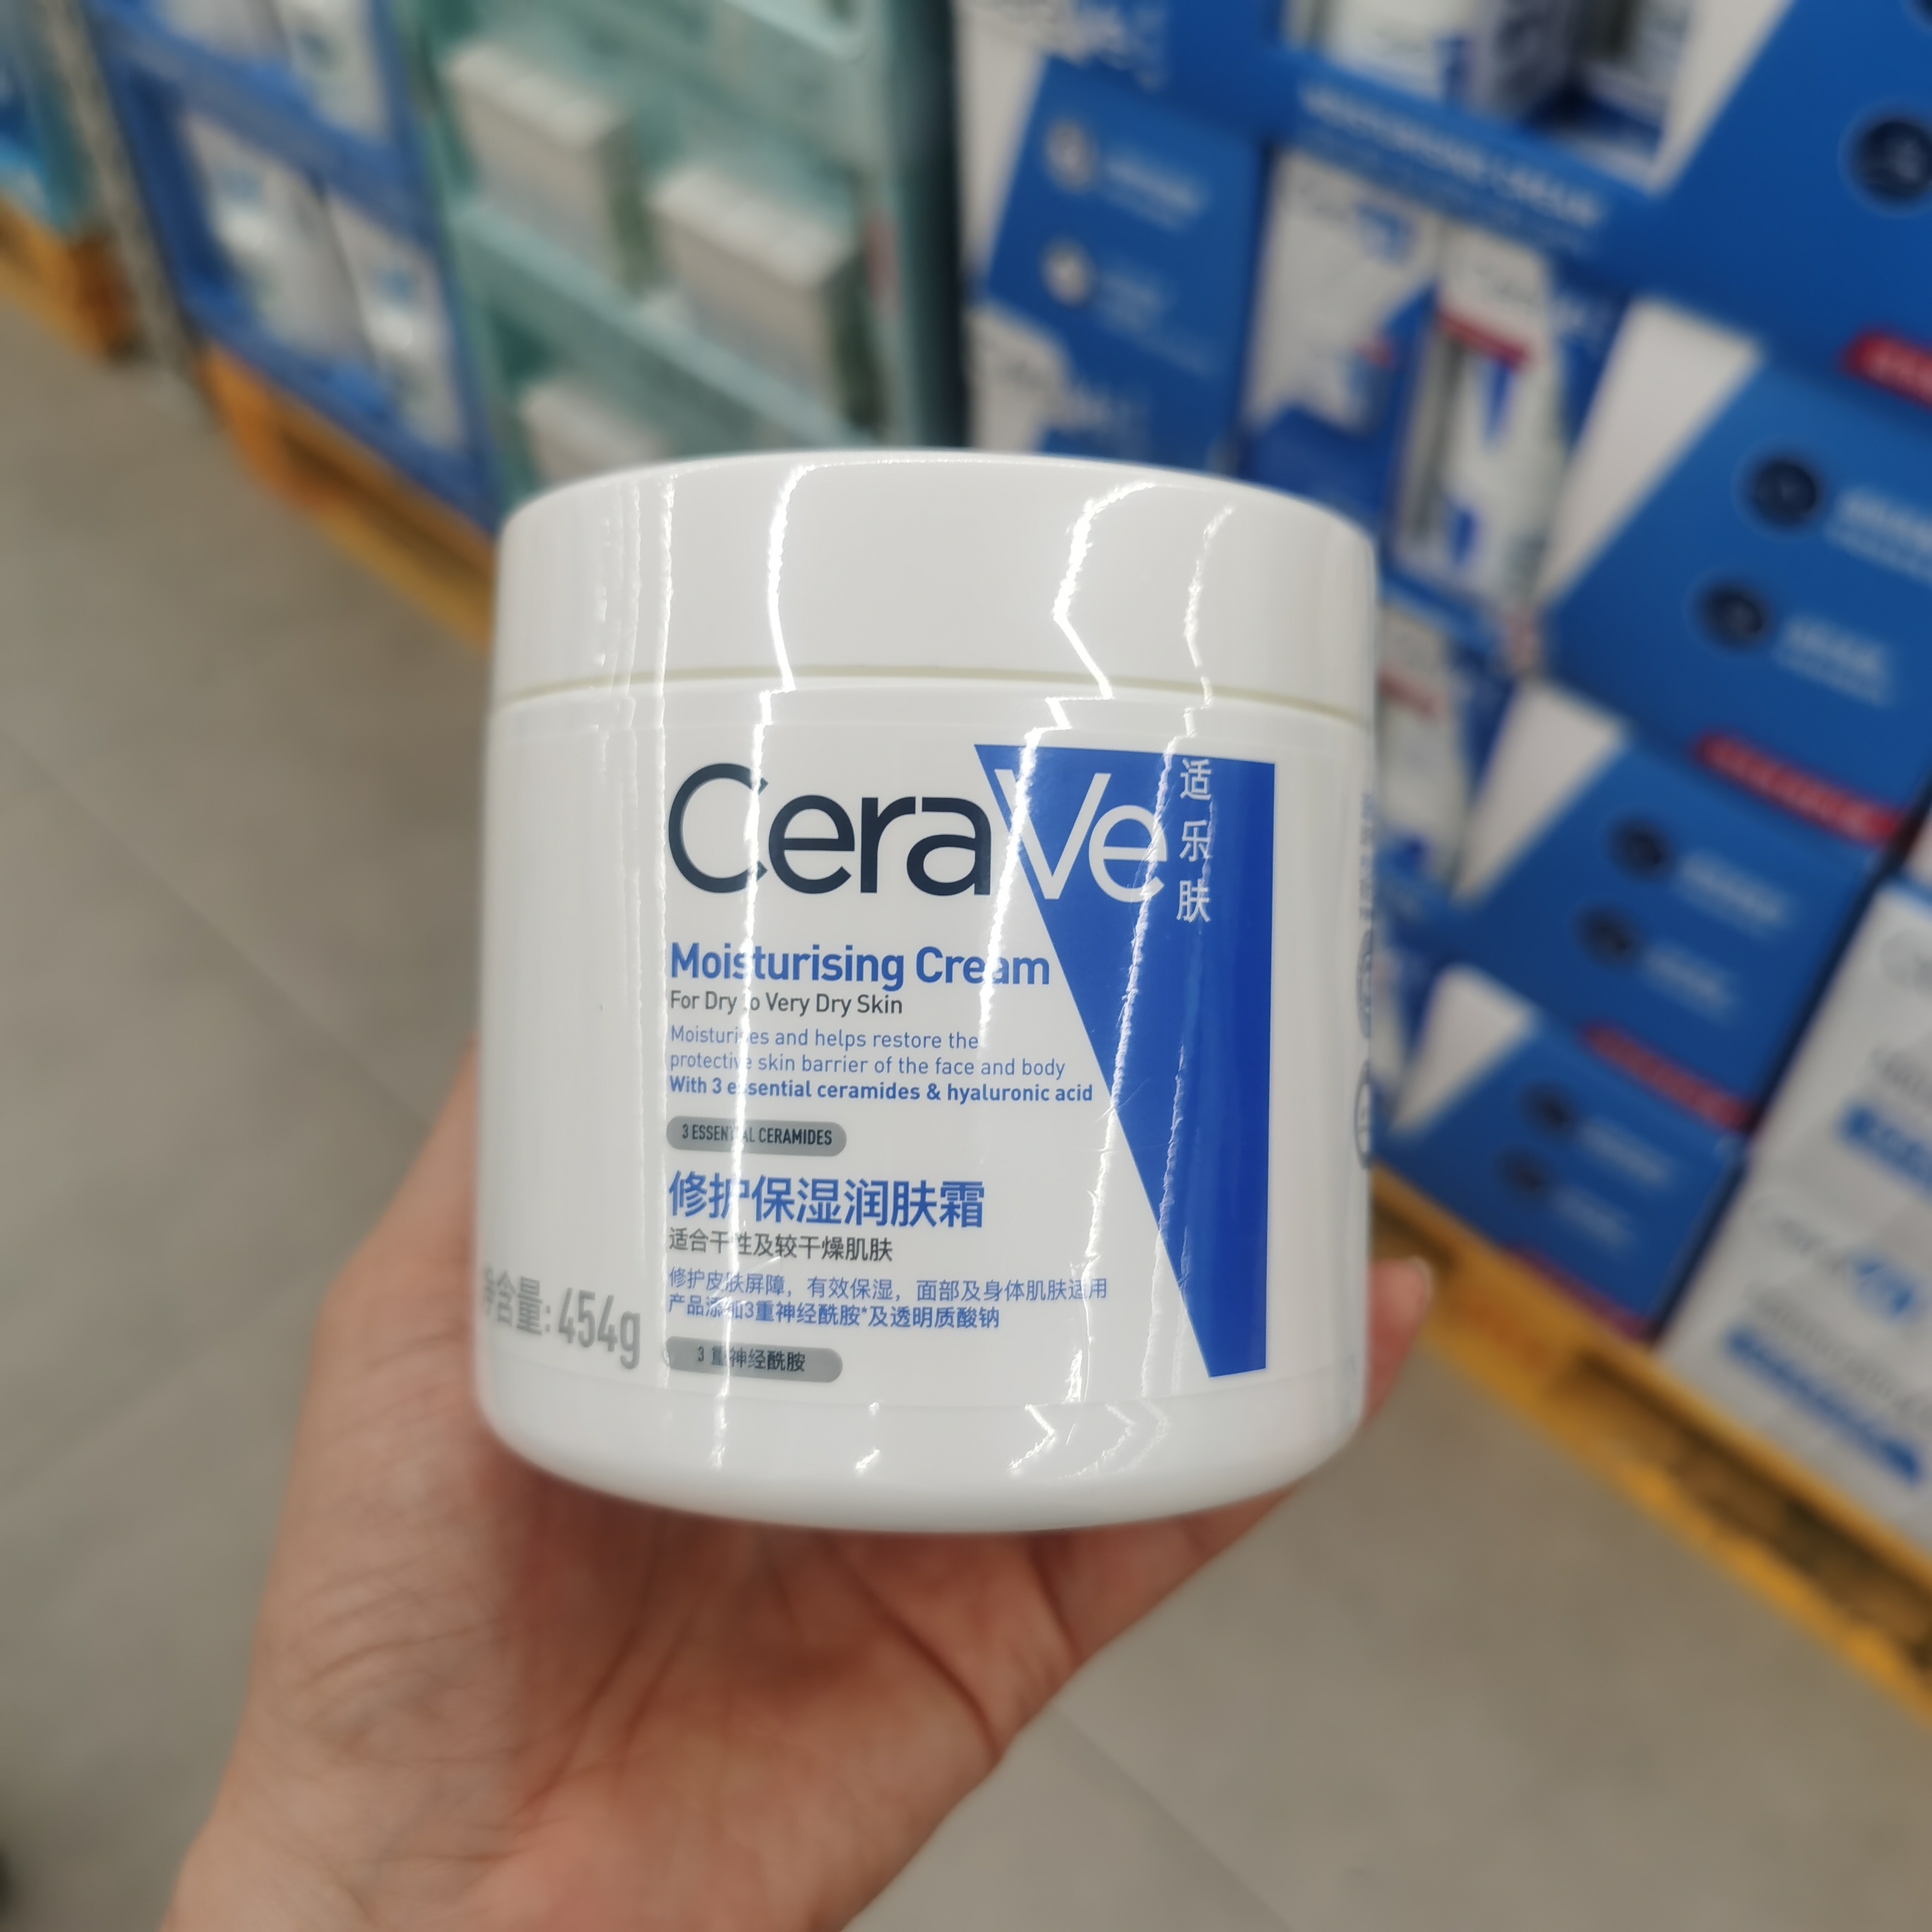 CeraVe
适乐肤
Moisturising Cream
For Dry to Very Dry Skin
Moisturises and helps restore the
protective skin barrier of the face and body
With 3 essential ceramides & hyaluronic acid
3 ESSENTIAL CERAMIDES
修护保湿润肤霜
适合干性及较干燥肌肤
修护皮肤屏障，有效保湿，面部及身体肌肤适用
产品添加3重神经酰胺*及透明质酸钠
3 重神经酰胺
净含量: 454g